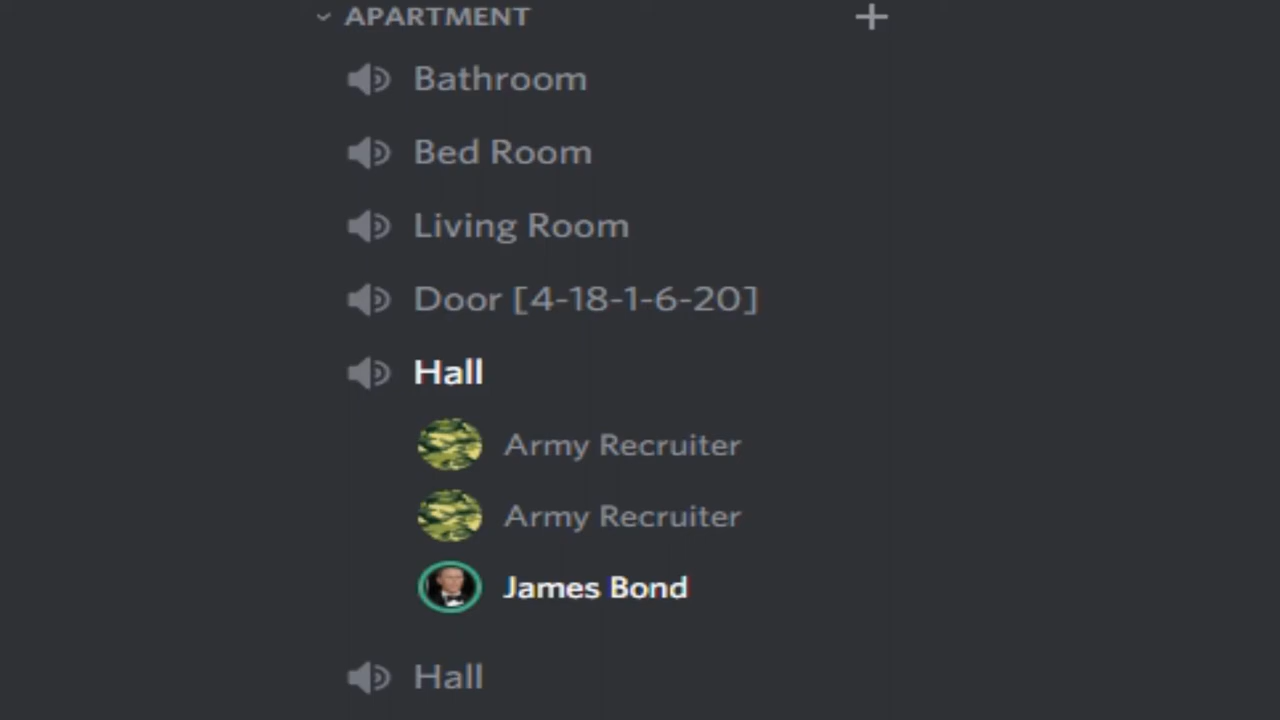 APARTMENT
Bathroom
Bed Room
Living Room
Door [4-18-1-6-20]
Hall
Army Recruiter
Army Recruiter
James Bond
Hall